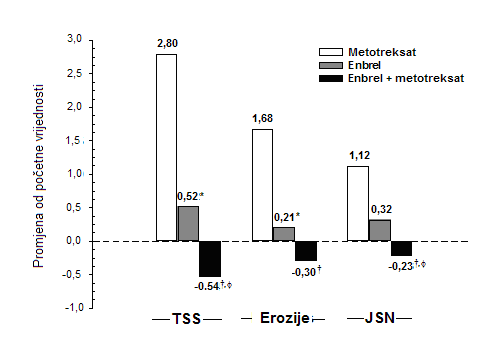 Promjena od početne vrijednosti
3,0
2,5
2,0
1,5
1,0
0,5
0,0
-0,5
-1,0
Metotreksat
Enbrel
Enbrel + metotreksat
2,80
0,52*
-0.54†,ϕ
1,68
0,21*
-0,30†
1,12
0,32
-0,23†,ϕ
TSS
Erozije
JSN